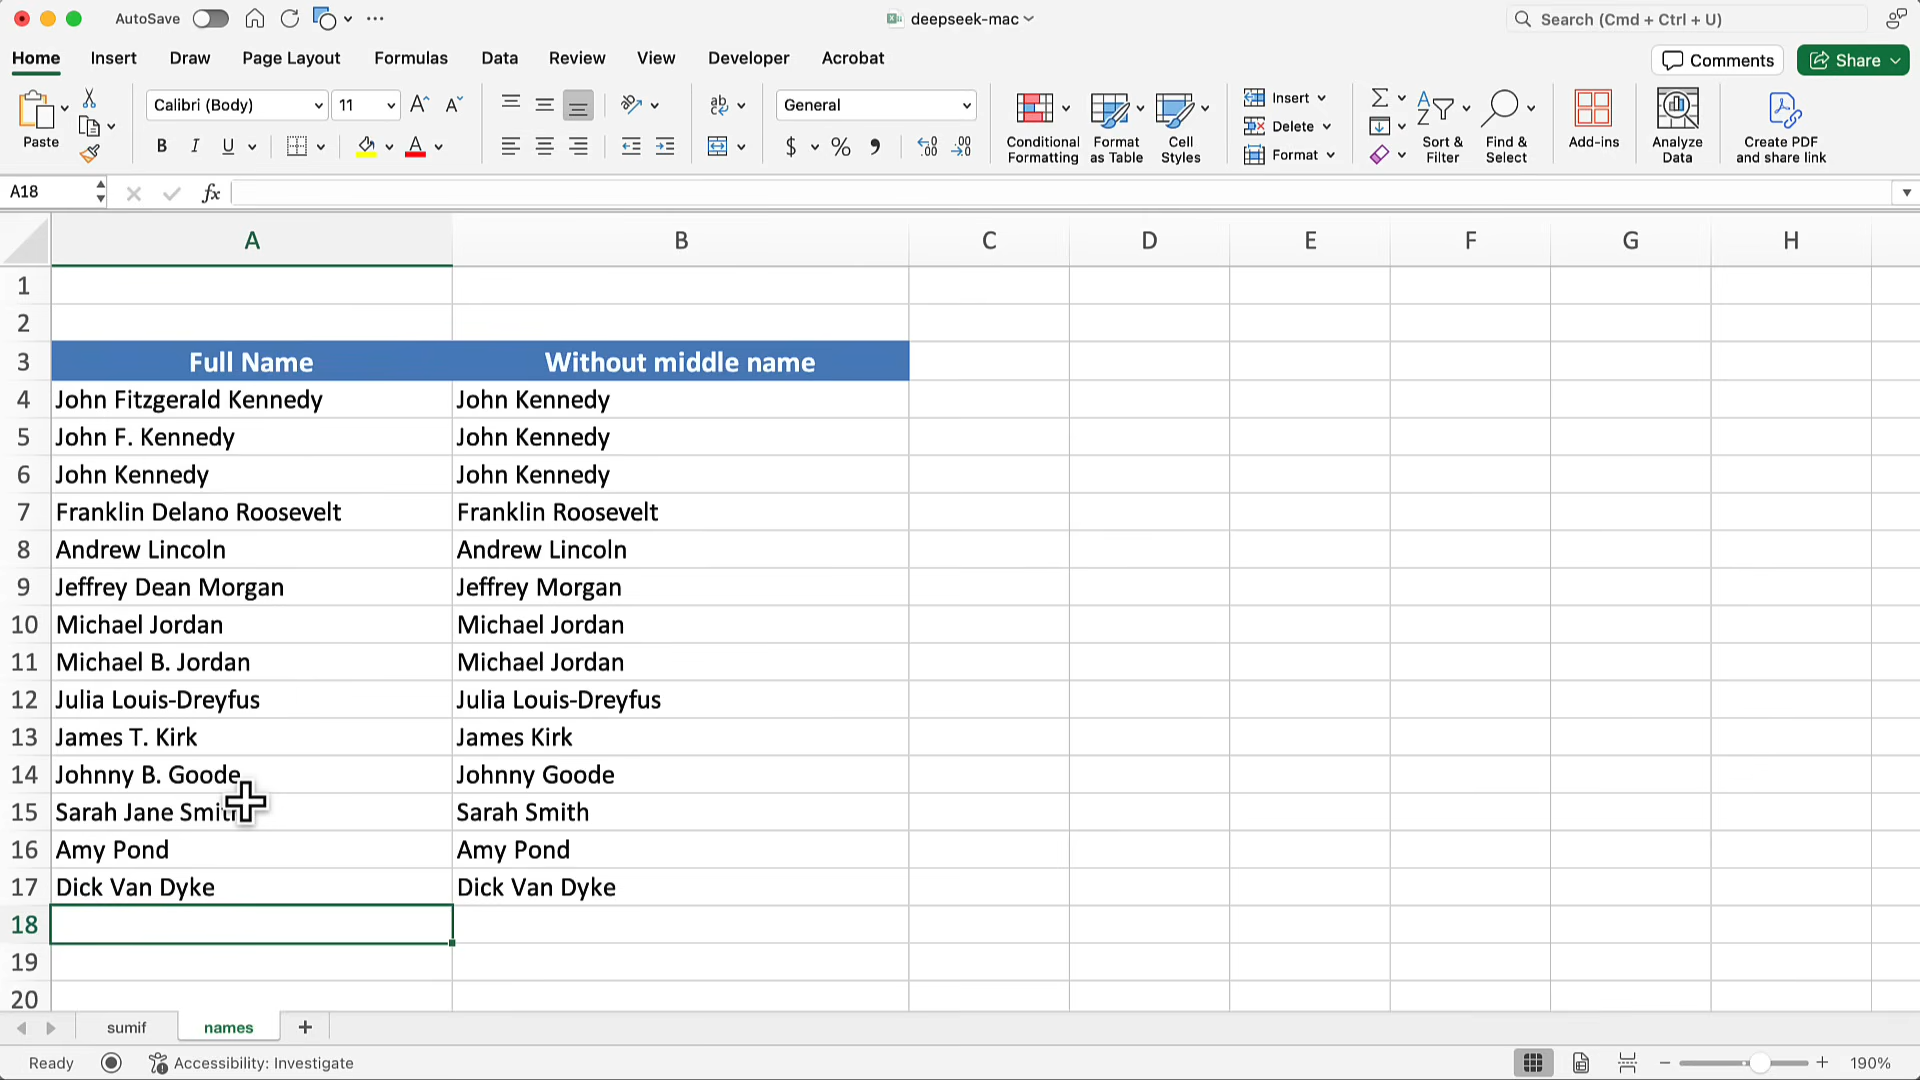 AutoSave
deepseek-mac
Search (Cmd + Ctrl + U)
Home Insert Draw Page Layout Formulas Data Review View Developer Acrobat
Comments Share
Paste
Calibri (Body) 11
B I U
General
$ %
Conditional Formatting
Format as Table
Cell Styles
Insert
Delete
Format
Sort & Filter
Find & Select
Add-ins
Analyze Data
Create PDF and share link
A18 fx
A B C D E F G H
1
2
3 Full Name Without middle name
4 John Fitzgerald Kennedy John Kennedy
5 John F. Kennedy John Kennedy
6 John Kennedy John Kennedy
7 Franklin Delano Roosevelt Franklin Roosevelt
8 Andrew Lincoln Andrew Lincoln
9 Jeffrey Dean Morgan Jeffrey Morgan
10 Michael Jordan Michael Jordan
11 Michael B. Jordan Michael Jordan
12 Julia Louis-Dreyfus Julia Louis-Dreyfus
13 James T. Kirk James Kirk
14 Johnny B. Goode Johnny Goode
15 Sarah Jane Smith Sarah Smith
16 Amy Pond Amy Pond
17 Dick Van Dyke Dick Van Dyke
18
19
20
sumif names +
Ready Accessibility: Investigate 190%